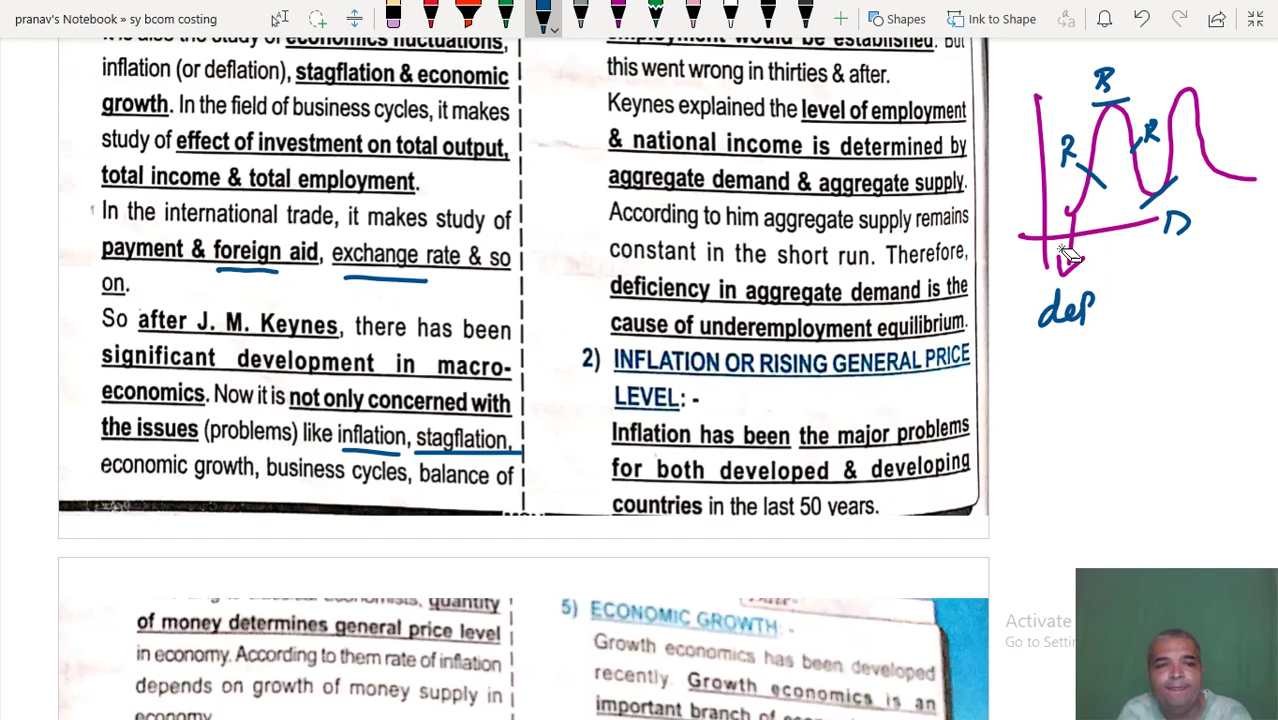 pranav's Notebook » sy bcom costing
Shapes
Ink to Shape
It is also the study of economics fluctuations,
inflation (or deflation), stagflation & economic
growth. In the field of business cycles, it makes
study of effect of investment on total output,
total income & total employment.
In the international trade, it makes study of
payment & foreign aid, exchange rate & so
on.
So after J. M. Keynes, there has been
significant development in macro-
economics. Now it is not only concerned with
the issues (problems) like inflation, stagflation,
economic growth, business cycles, balance of
employment would be established. But
this went wrong in thirties & after.
Keynes explained the level of employment
& national income is determined by
aggregate demand & aggregate supply.
According to him aggregate supply remains
constant in the short run. Therefore,
deficiency in aggregate demand is the
cause of underemployment equilibrium.
2) INFLATION OR RISING GENERAL PRICE
LEVEL: -
Inflation has been the major problems
for both developed & developing
countries in the last 50 years.
B
R
R
D
dep
quantity
of money determines general price level
in economy. According to them rate of inflation
depends on growth of money supply in
economy
5) ECONOMIC GROWTH: -
Growth economics has been developed
recently. Growth economics is an
important branch of
Activate
Go to Settin